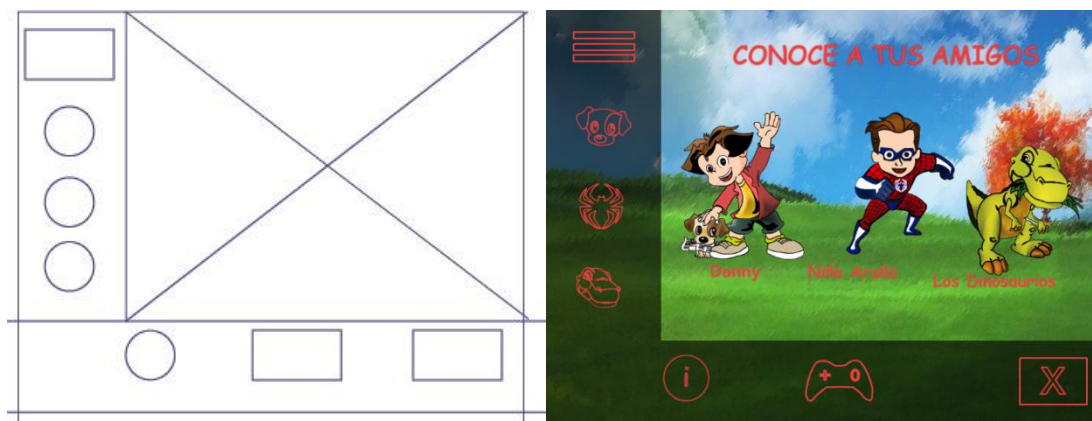 CONOCE A TUS AMIGOS
Danny
Niño Araña
Los Dinosaurios
i
X